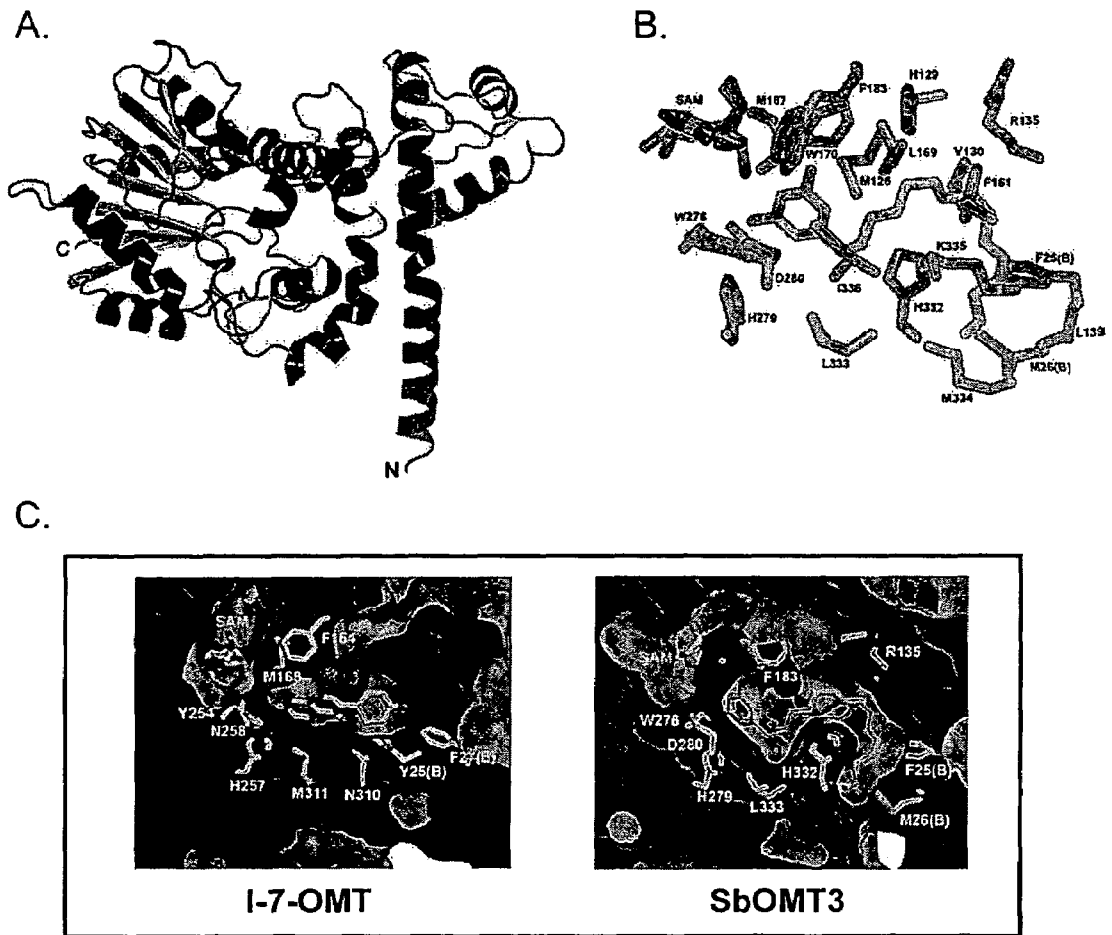 A.
C
N
B.
SAM
M187
F183
H129
R135
W170
L169
V130
M126
F161
W276
K335
F25(B)
D280
I336
H332
H279
L333
L139
M26(B)
M334
C.
SAM
F164
M168
Y254
N258
Y25(B)
F27(B)
H257
M311
N310
I-7-OMT
SAM
R135
F183
W276
D280
H332
F25(B)
H279
L333
M26(B)
SbOMT3